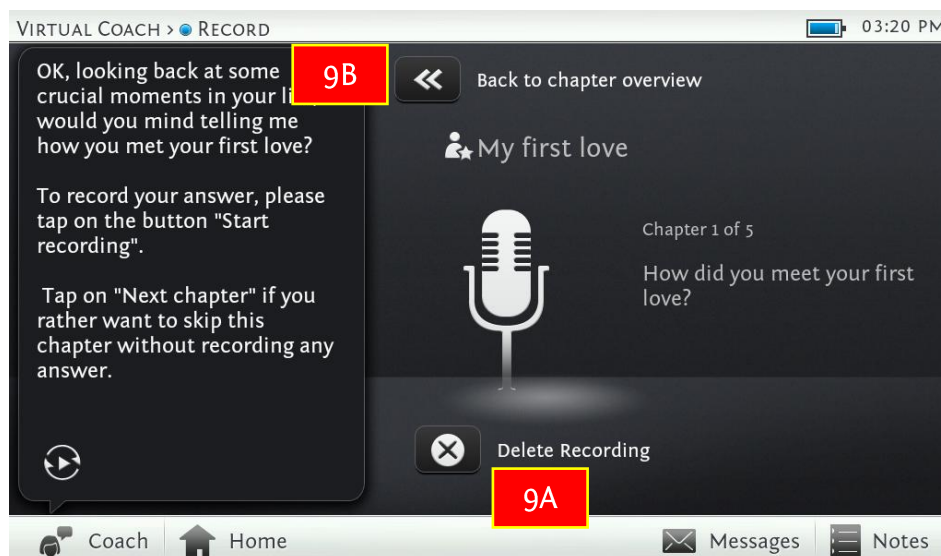 VIRTUAL COACH > RECORD
03:20 PM
OK, looking back at some
crucial moments in your
would you mind telling me
how you met your first love?
To record your answer, please
tap on the button "Start
recording".
Tap on "Next chapter" if you
rather want to skip this
chapter without recording any
answer.
9B
Back to chapter overview
My first love
Chapter 1 of 5
How did you meet your first
love?
Delete Recording
9A
Coach
Home
Messages
Notes